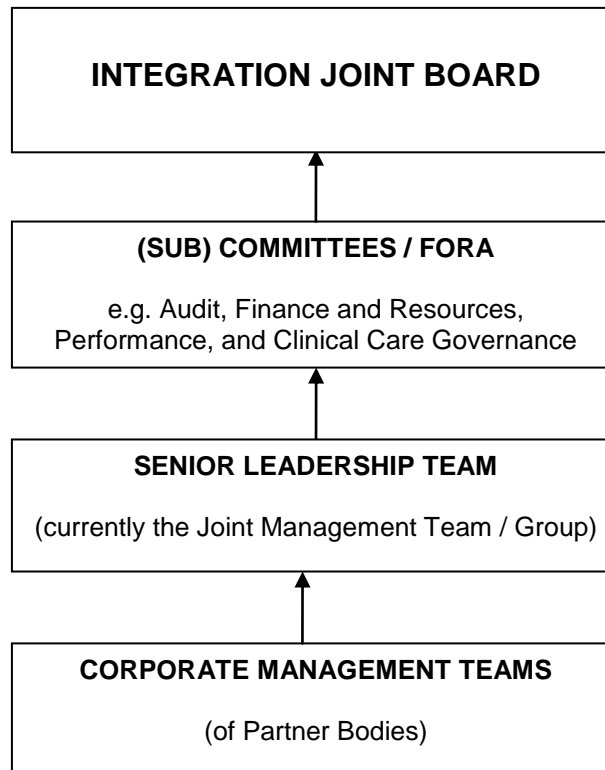 INTEGRATION JOINT BOARD
(SUB) COMMITTEES / FORA
e.g. Audit, Finance and Resources,
Performance, and Clinical Care Governance
SENIOR LEADERSHIP TEAM
(currently the Joint Management Team / Group)
CORPORATE MANAGEMENT TEAMS
(of Partner Bodies)